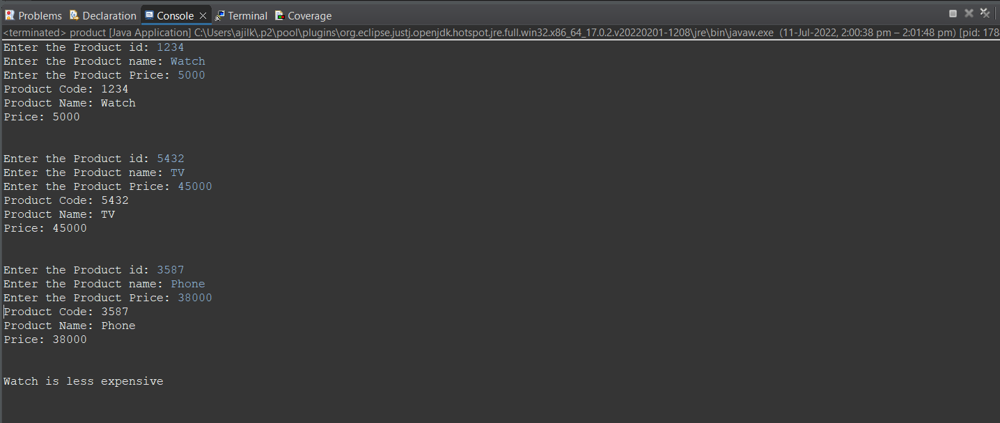 Problems Declaration Console Terminal Coverage
<terminated> product [Java Application] C:\Users\ajilk\.p2\pool\plugins\org.eclipse.justj.openjdk.hotspot.jre.full.win32.x86_64_17.0.2.v20220201-1208\jre\bin\javaw.exe (11-Jul-2022, 2:00:38 pm – 2:01:48 pm) [pid: 178
Enter the Product id: 1234
Enter the Product name: Watch
Enter the Product Price: 5000
Product Code: 1234
Product Name: Watch
Price: 5000
Enter the Product id: 5432
Enter the Product name: TV
Enter the Product Price: 45000
Product Code: 5432
Product Name: TV
Price: 45000
Enter the Product id: 3587
Enter the Product name: Phone
Enter the Product Price: 38000
Product Code: 3587
Product Name: Phone
Price: 38000
Watch is less expensive